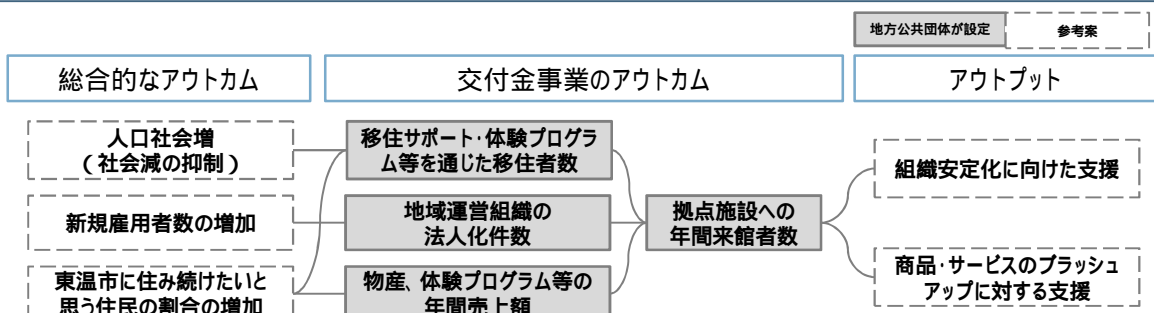 地方公共団体が設定
参考案
総合的なアウトカム
交付金事業のアウトカム
アウトプット
人口社会増
(社会減の抑制)
移住サポート・体験プログラ
ム等を通じた移住者数
組織安定化に向けた支援
新規雇用者数の増加
地域運営組織の
法人化件数
拠点施設への
年間来館者数
東温市に住み続けたいと
思う住民の割合の増加
物産、体験プログラム等の
年間売上額
商品・サービスのブラッシュ
アップに対する支援